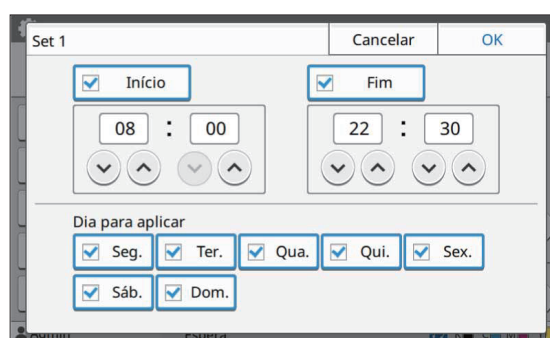 Set 1 Cancelar OK
Início Fim
08 : 00 22 : 30
Dia para aplicar
Seg. Ter. Qua. Qui. Sex.
Sáb. Dom.